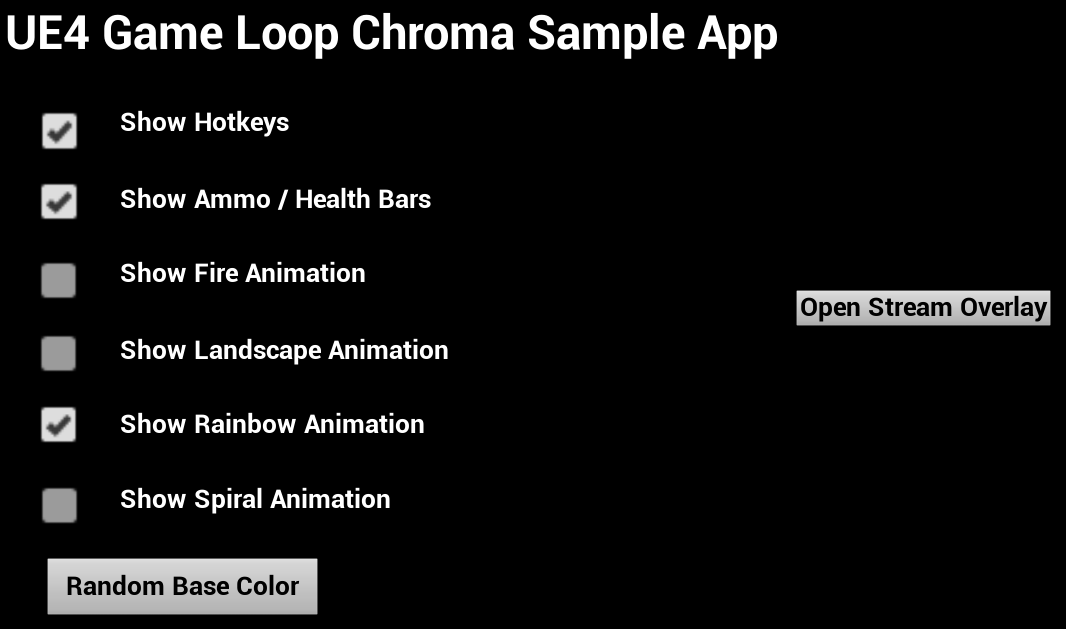 UE4 Game Loop Chroma Sample App
Show Hotkeys
Show Ammo / Health Bars
Show Fire Animation
Open Stream Overlay
Show Landscape Animation
Show Rainbow Animation
Show Spiral Animation
Random Base Color